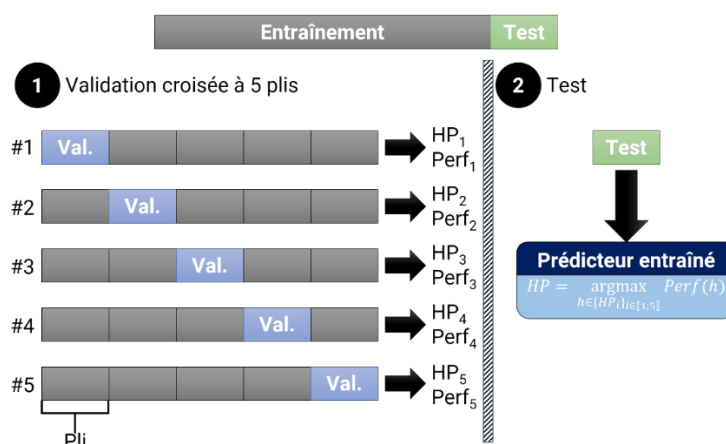 Entraînement Test
1 Validation croisée à 5 plis
#1 Val. HP₁
Perf₁
#2 Val. HP₂
Perf₂
#3 Val. HP₃
Perf₃
#4 Val. HP₄
Perf₄
#5 Val. HP₅
Perf₅
Pli
2 Test
Test
Prédicteur entraîné
HP = argmax Perf(h)
h∈{HPᵢ}i∈⟦1;5⟧